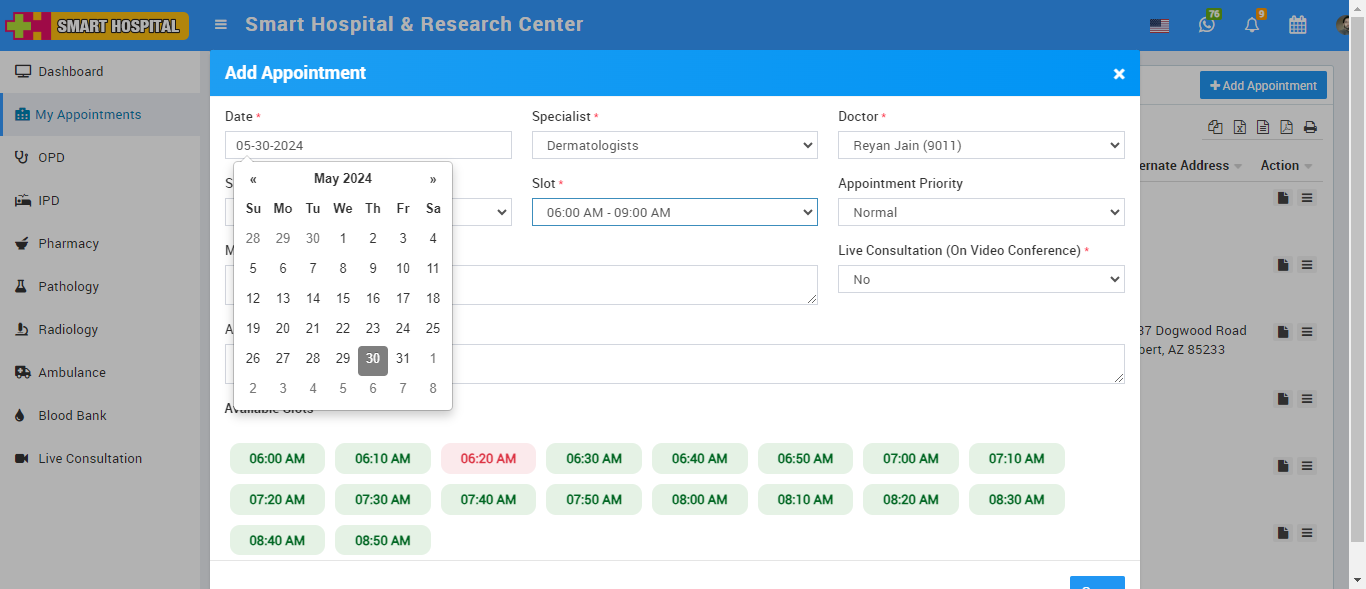 SMART HOSPITAL
Smart Hospital & Research Center
76
9
Dashboard
My Appointments
OPD
IPD
Pharmacy
Pathology
Radiology
Ambulance
Blood Bank
Live Consultation
Add Appointment
×
+ Add Appointment
Date *
Specialist *
Doctor *
05-30-2024
Dermatologists
Reyan Jain (9011)
« May 2024 »
Su Mo Tu We Th Fr Sa
28 29 30 1 2 3 4
5 6 7 8 9 10 11
12 13 14 15 16 17 18
19 20 21 22 23 24 25
26 27 28 29 30 31 1
2 3 4 5 6 7 8
Slot *
Appointment Priority
06:00 AM - 09:00 AM
Normal
Live Consultation (On Video Conference) *
No
Available Slots
06:00 AM 06:10 AM 06:20 AM 06:30 AM 06:40 AM 06:50 AM 07:00 AM 07:10 AM
07:20 AM 07:30 AM 07:40 AM 07:50 AM 08:00 AM 08:10 AM 08:20 AM 08:30 AM
08:40 AM 08:50 AM
ernate Address Action
37 Dogwood Road
bert, AZ 85233